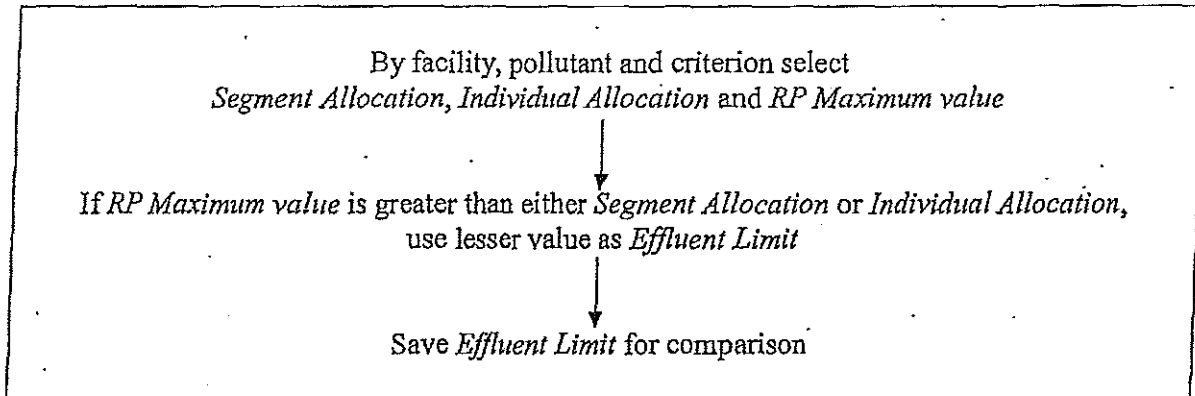 By facility, pollutant and criterion select
Segment Allocation, Individual Allocation and RP Maximum value
If RP Maximum value is greater than either Segment Allocation or Individual Allocation,
use lesser value as Effluent Limit
Save Effluent Limit for comparison